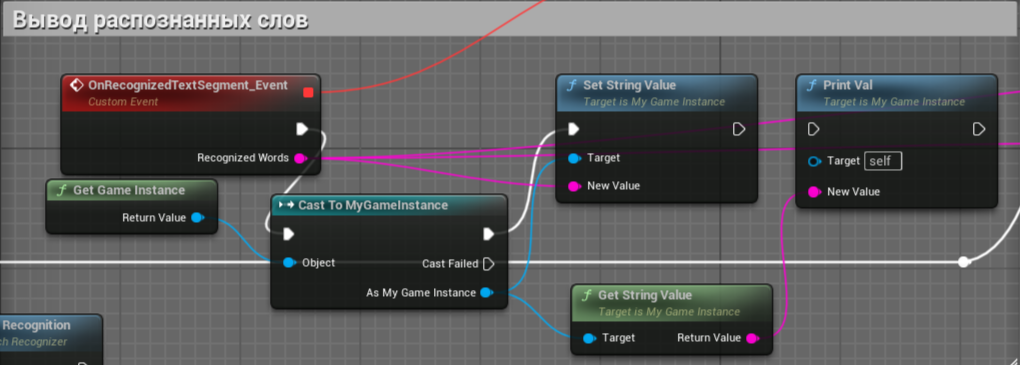 Вывод распознанных слов
OnRecognizedTextSegment_Event
Custom Event
Recognized Words
Get Game Instance
Return Value
Cast To MyGameInstance
Object
Cast Failed
As My Game Instance
Set String Value
Target is My Game Instance
Target
New Value
Print Val
Target is My Game Instance
Target self
New Value
Get String Value
Target is My Game Instance
Target Return Value
Recognition
ch Recognizer